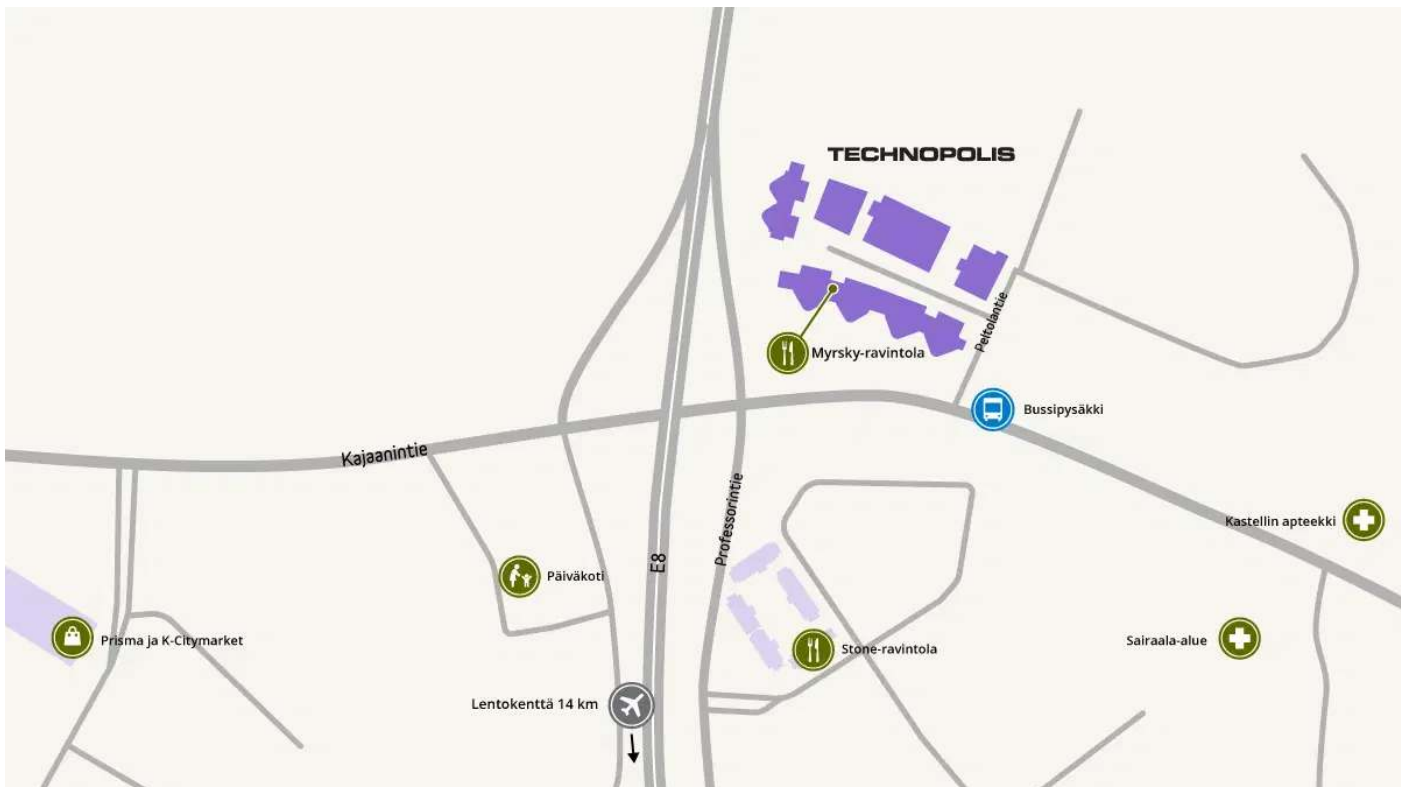 TECHNOPOLIS
Peltolantie
Myrsky-ravintola
Bussipysäkki
Kajaanintie
Professorintie
Kastellin apteekki
E8
Päiväkoti
Prisma ja K-Citymarket
Sairaala-alue
Stone-ravintola
Lentokenttä 14 km